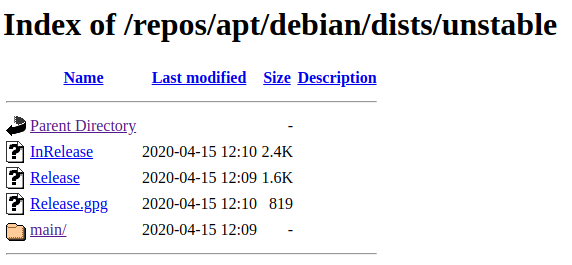 Index of /repos/apt/debian/dists/unstable
Name Last modified Size Description
Parent Directory -
InRelease 2020-04-15 12:10 2.4K
Release 2020-04-15 12:09 1.6K
Release.gpg 2020-04-15 12:10 819
main/ 2020-04-15 12:09 -